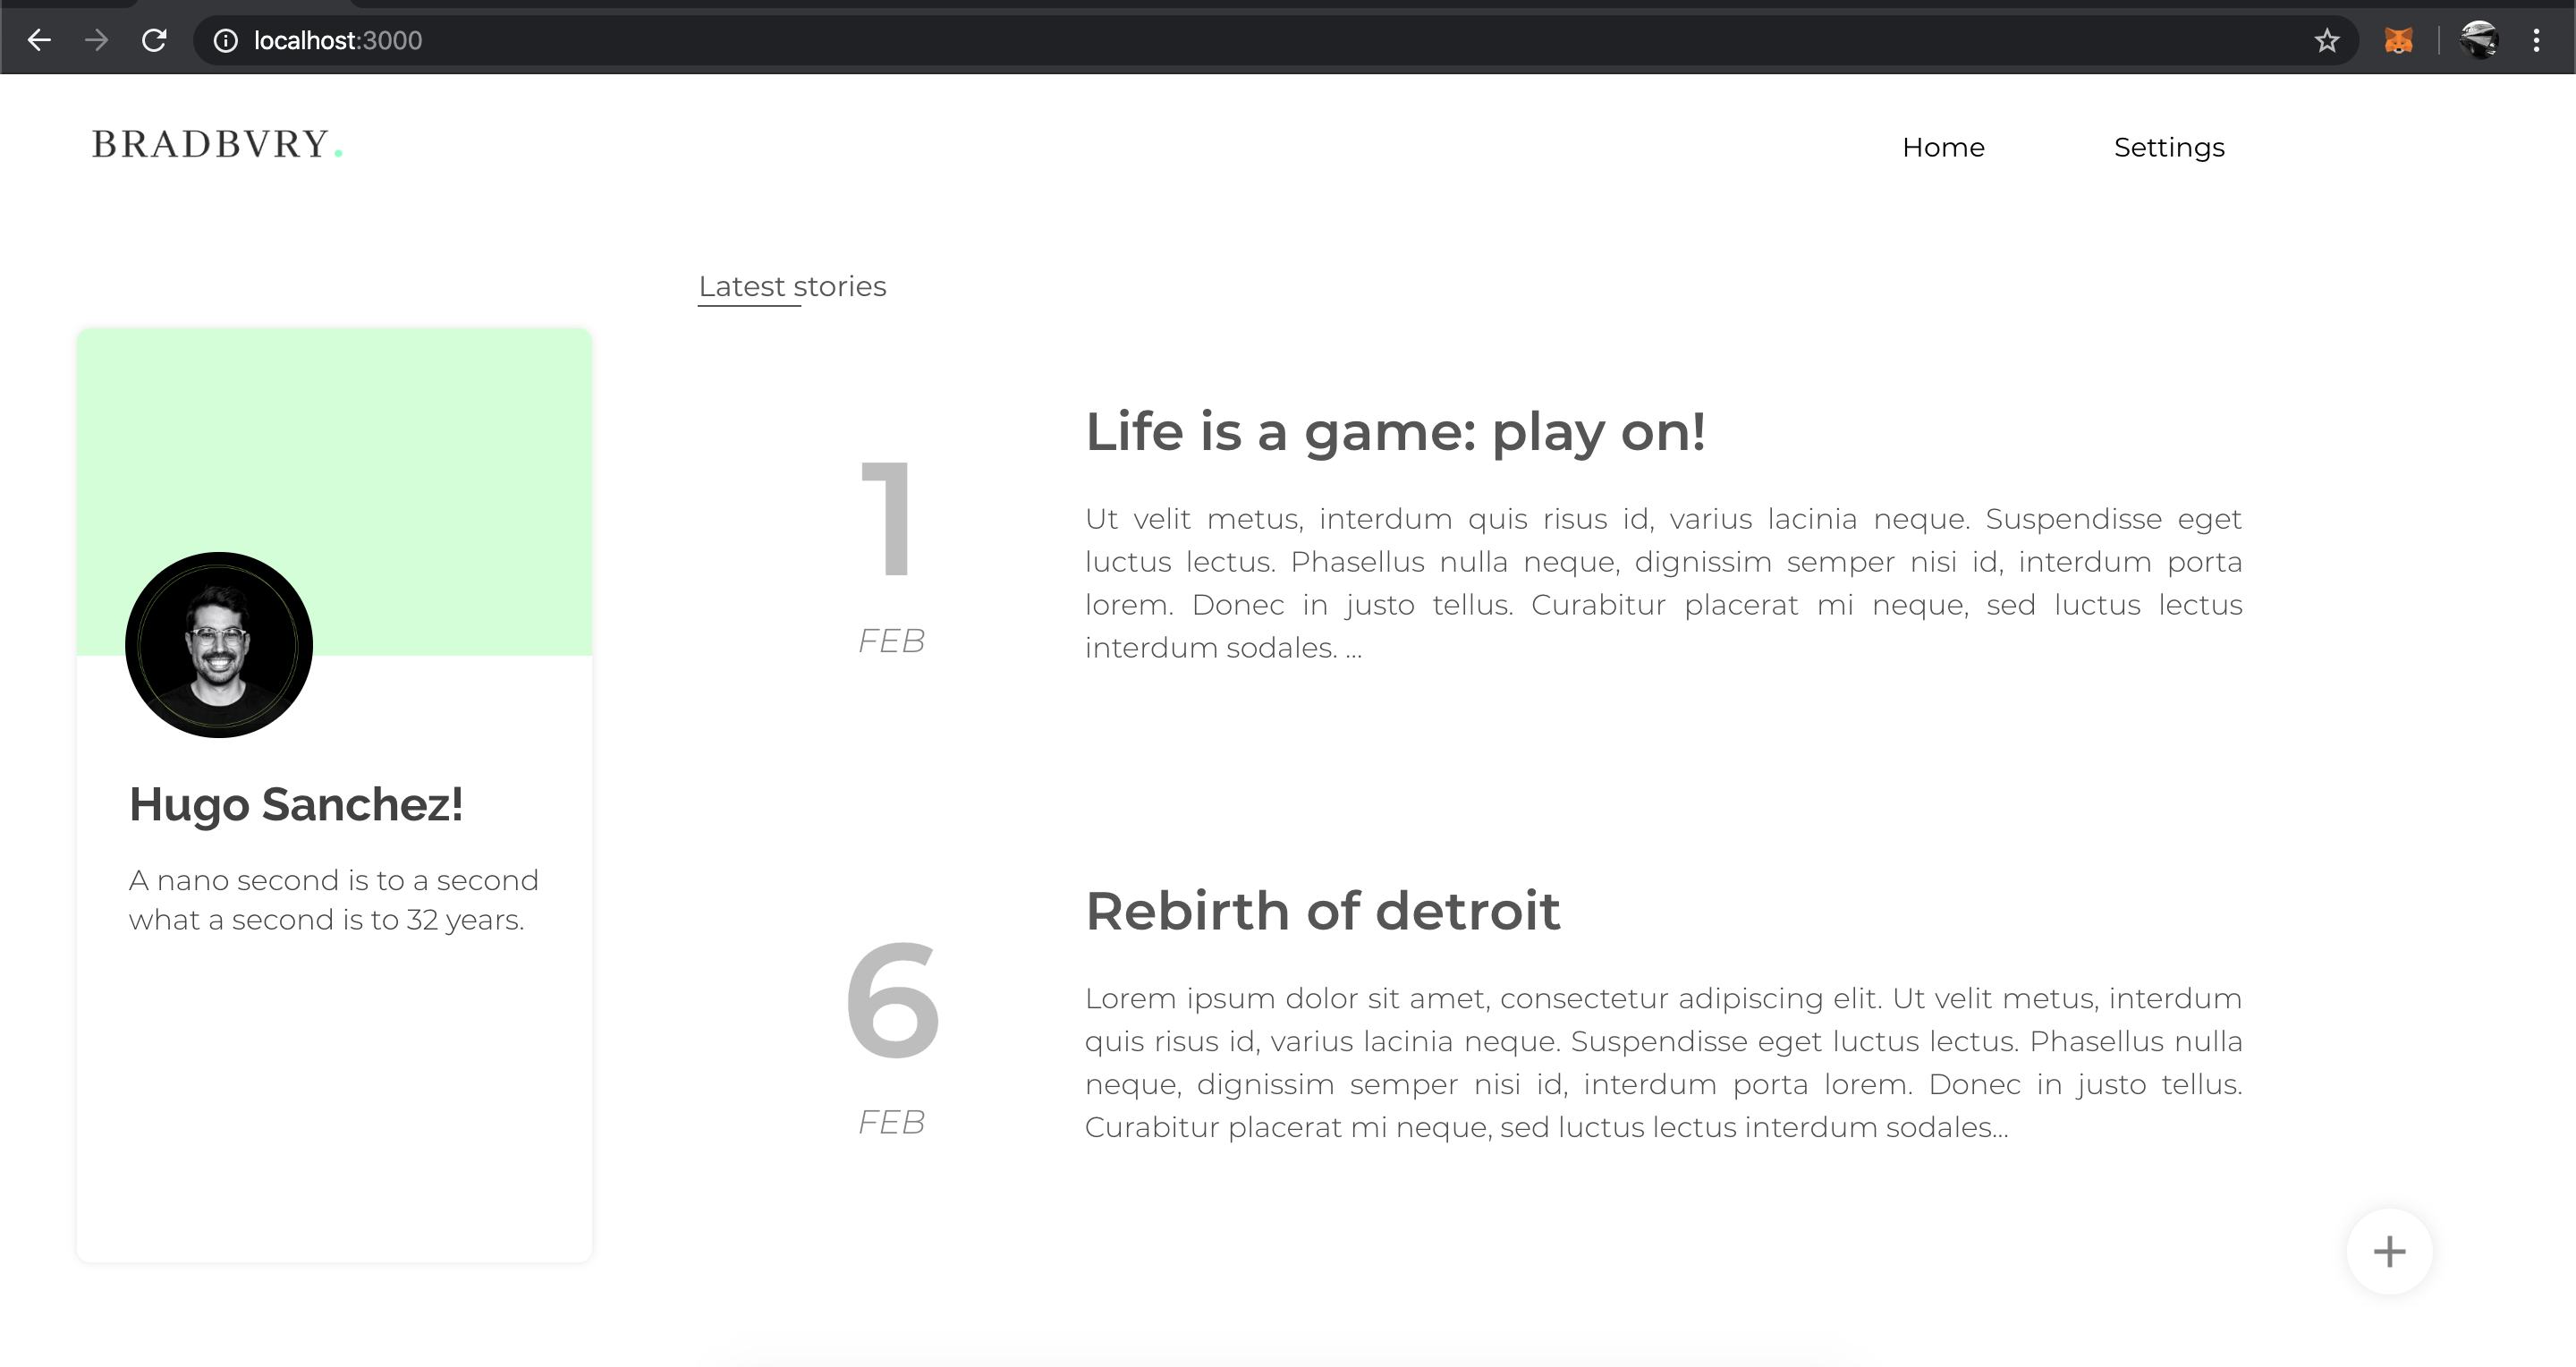 localhost:3000
BRADBVRY.
Home
Settings
Latest stories
Hugo Sanchez!
A nano second is to a second
what a second is to 32 years.
1
FEB
Life is a game: play on!
Ut velit metus, interdum quis risus id, varius lacinia neque. Suspendisse eget
luctus lectus. Phasellus nulla neque, dignissim semper nisi id, interdum porta
lorem. Donec in justo tellus. Curabitur placerat mi neque, sed luctus lectus
interdum sodales. ...
6
FEB
Rebirth of detroit
Lorem ipsum dolor sit amet, consectetur adipiscing elit. Ut velit metus, interdum
quis risus id, varius lacinia neque. Suspendisse eget luctus lectus. Phasellus nulla
neque, dignissim semper nisi id, interdum porta lorem. Donec in justo tellus.
Curabitur placerat mi neque, sed luctus lectus interdum sodales...
+